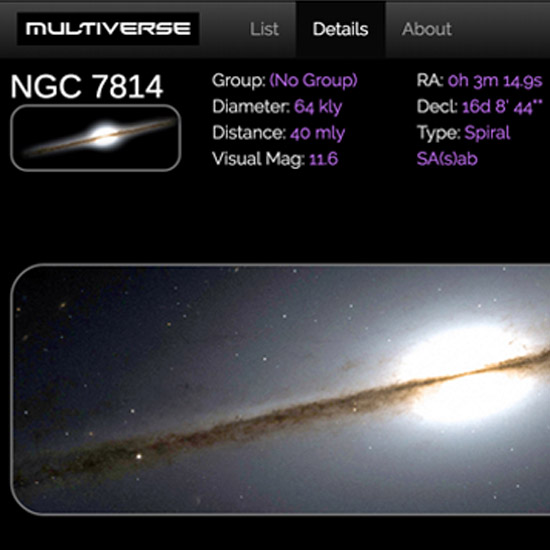 MULTIVERSE
List
Details
About
NGC 7814
Group: (No Group)
Diameter: 64 kly
Distance: 40 mly
Visual Mag: 11.6
RA: 0h 3m 14.9s
Decl: 16d 8' 44""
Type: Spiral
SA(s)ab